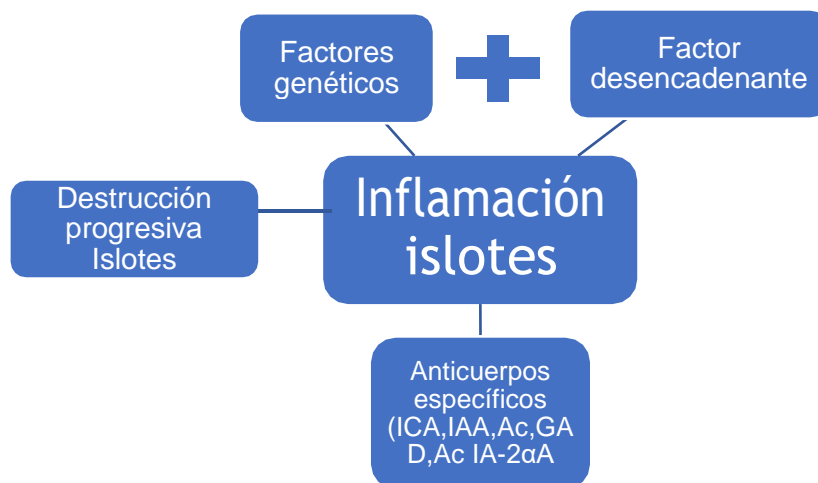 Factores
genéticos
Factor
desencadenante
Inflamación
islotes
Destrucción
progresiva
Islotes
Anticuerpos
específicos
(ICA,IAA,Ac,GA
D,Ac IA-2αA